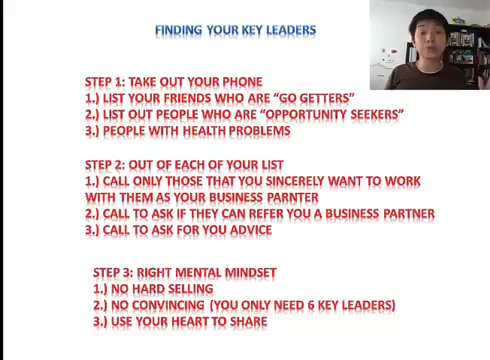 FINDING YOUR KEY LEADERS
STEP 1: TAKE OUT YOUR PHONE
1.) LIST YOUR FRIENDS WHO ARE "GO GETTERS"
2.) LIST OUT PEOPLE WHO ARE "OPPORTUNITY SEEKERS"
3.) PEOPLE WITH HEALTH PROBLEMS
STEP 2: OUT OF EACH OF YOUR LIST
1.) CALL ONLY THOSE THAT YOU SINCERELY WANT TO WORK
WITH THEM AS YOUR BUSINESS PARNTER
2.) CALL TO ASK IF THEY CAN REFER YOU A BUSINESS PARTNER
3.) CALL TO ASK FOR YOU ADVICE
STEP 3: RIGHT MENTAL MINDSET
1.) NO HARD SELLING
2.) NO CONVINCING (YOU ONLY NEED 6 KEY LEADERS)
3.) USE YOUR HEART TO SHARE